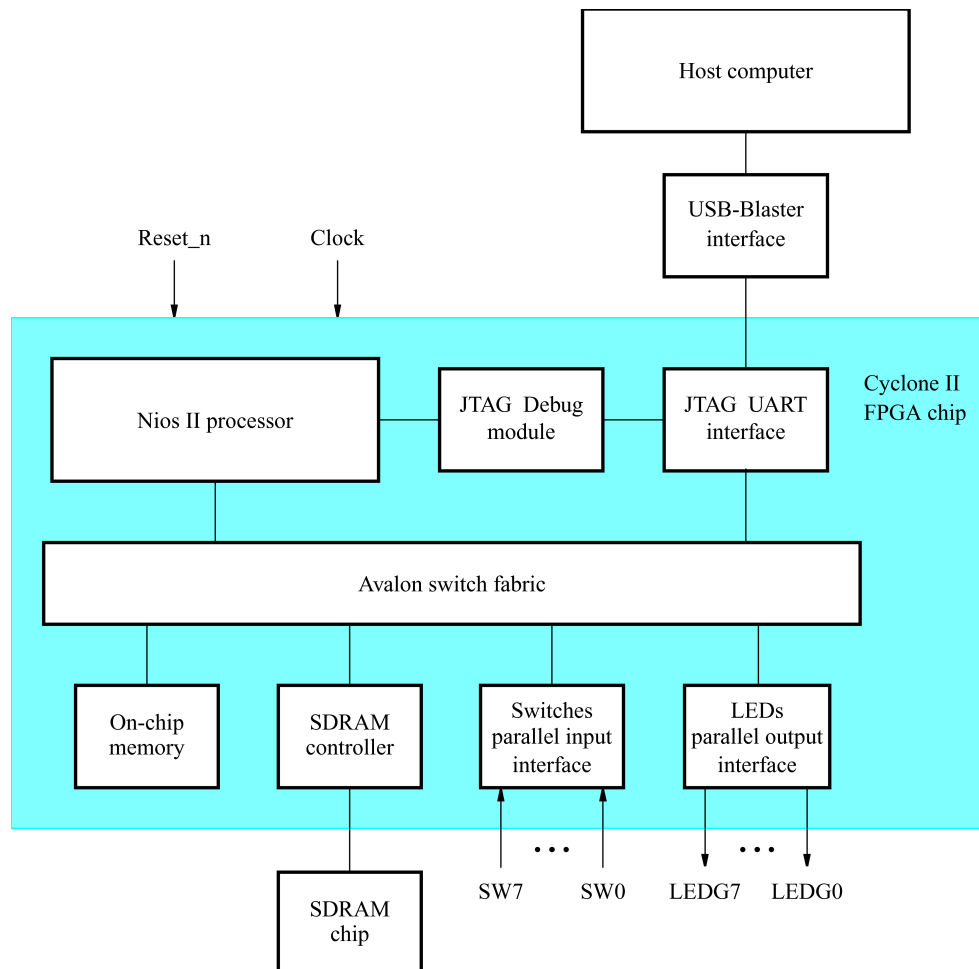 Host computer
USB-Blaster
interface
Reset_n
Clock
Cyclone II
FPGA chip
Nios II processor
JTAG Debug
module
JTAG UART
interface
Avalon switch fabric
On-chip
memory
SDRAM
controller
Switches
parallel input
interface
LEDs
parallel output
interface
SW7
SW0
LEDG7
LEDG0
SDRAM
chip